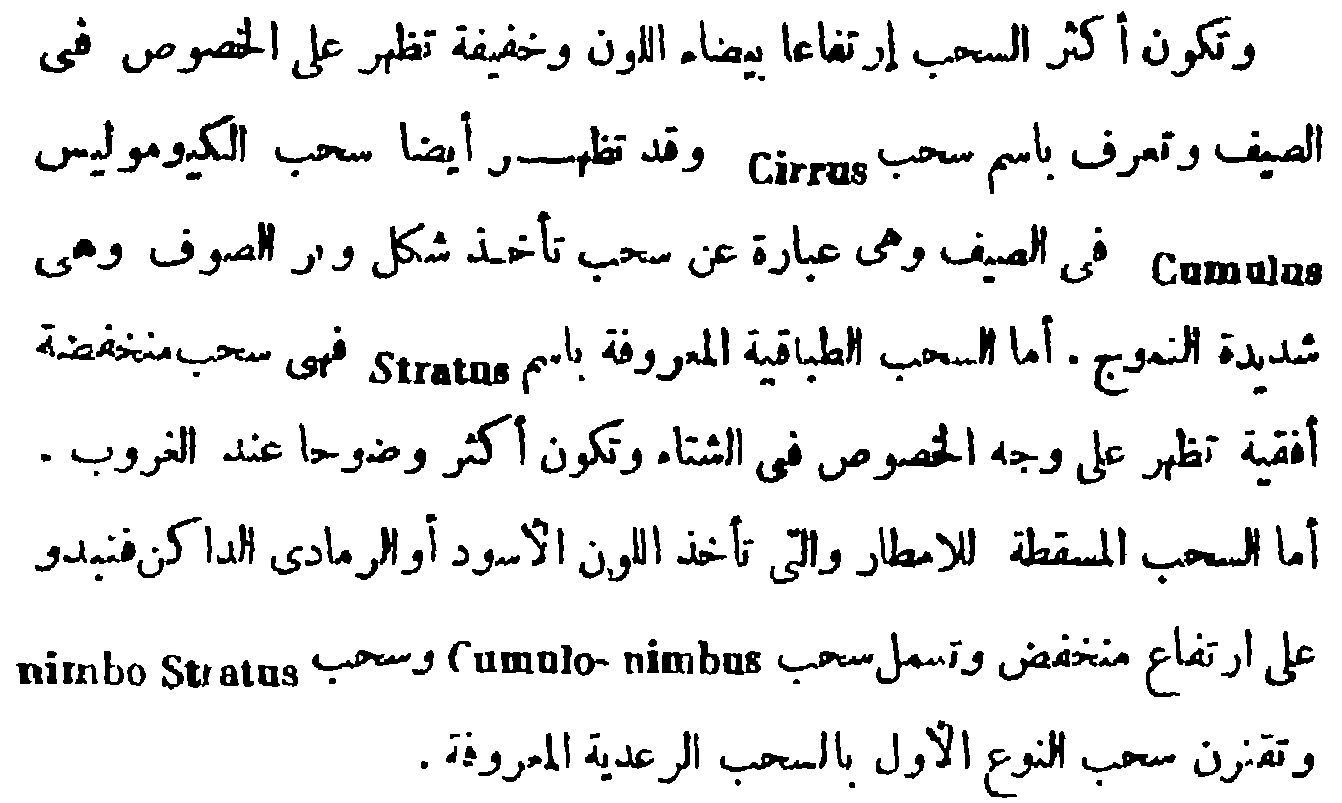 وتكون أكثر السحب إرتفاعا بيضاء اللون وخفيفة تظهر على الخصوص فى
الصيف وتعرف باسم سحب Cirrus وقد تظهــر أيضا سحب الكيوموليس
Cumulus فى الصيف وهى عبارة عن سحب تأخذ شكل وبر الصوف وهى
شديدة التموج . أما السحب الطباقية المعروفة باسم Stratus فهى سحب منخفضة
أفقية تظهر على وجه الخصوص فى الشتاء وتكون أكثر وضوحا عند الغروب .
أما السحب المسقطة للامطار والتى تأخذ اللون الأسود أو الرمادى الداكن فتبدو
على ارتفاع منخفض وتشمل سحب Cumulo- nimbus وسحب nimbo Stratus
وتقترن سحب النوع الأول بالسحب الرعدية المعروفة .